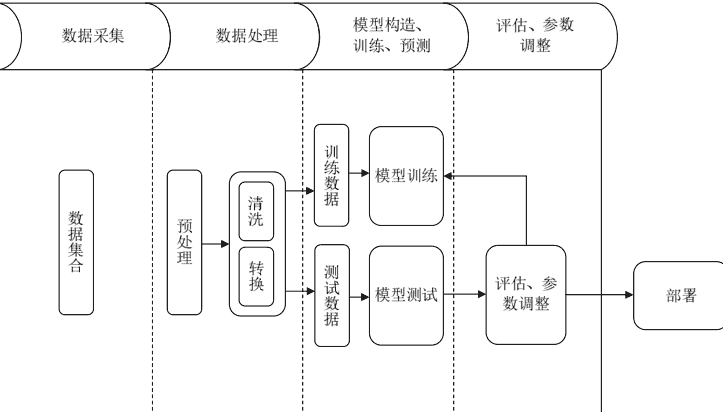 数据采集
数据处理
模型构造、
训练、预测
评估、参数
调整
数据集合
预处理
清洗
转换
训练数据
模型训练
测试数据
模型测试
评估、参
数调整
部署